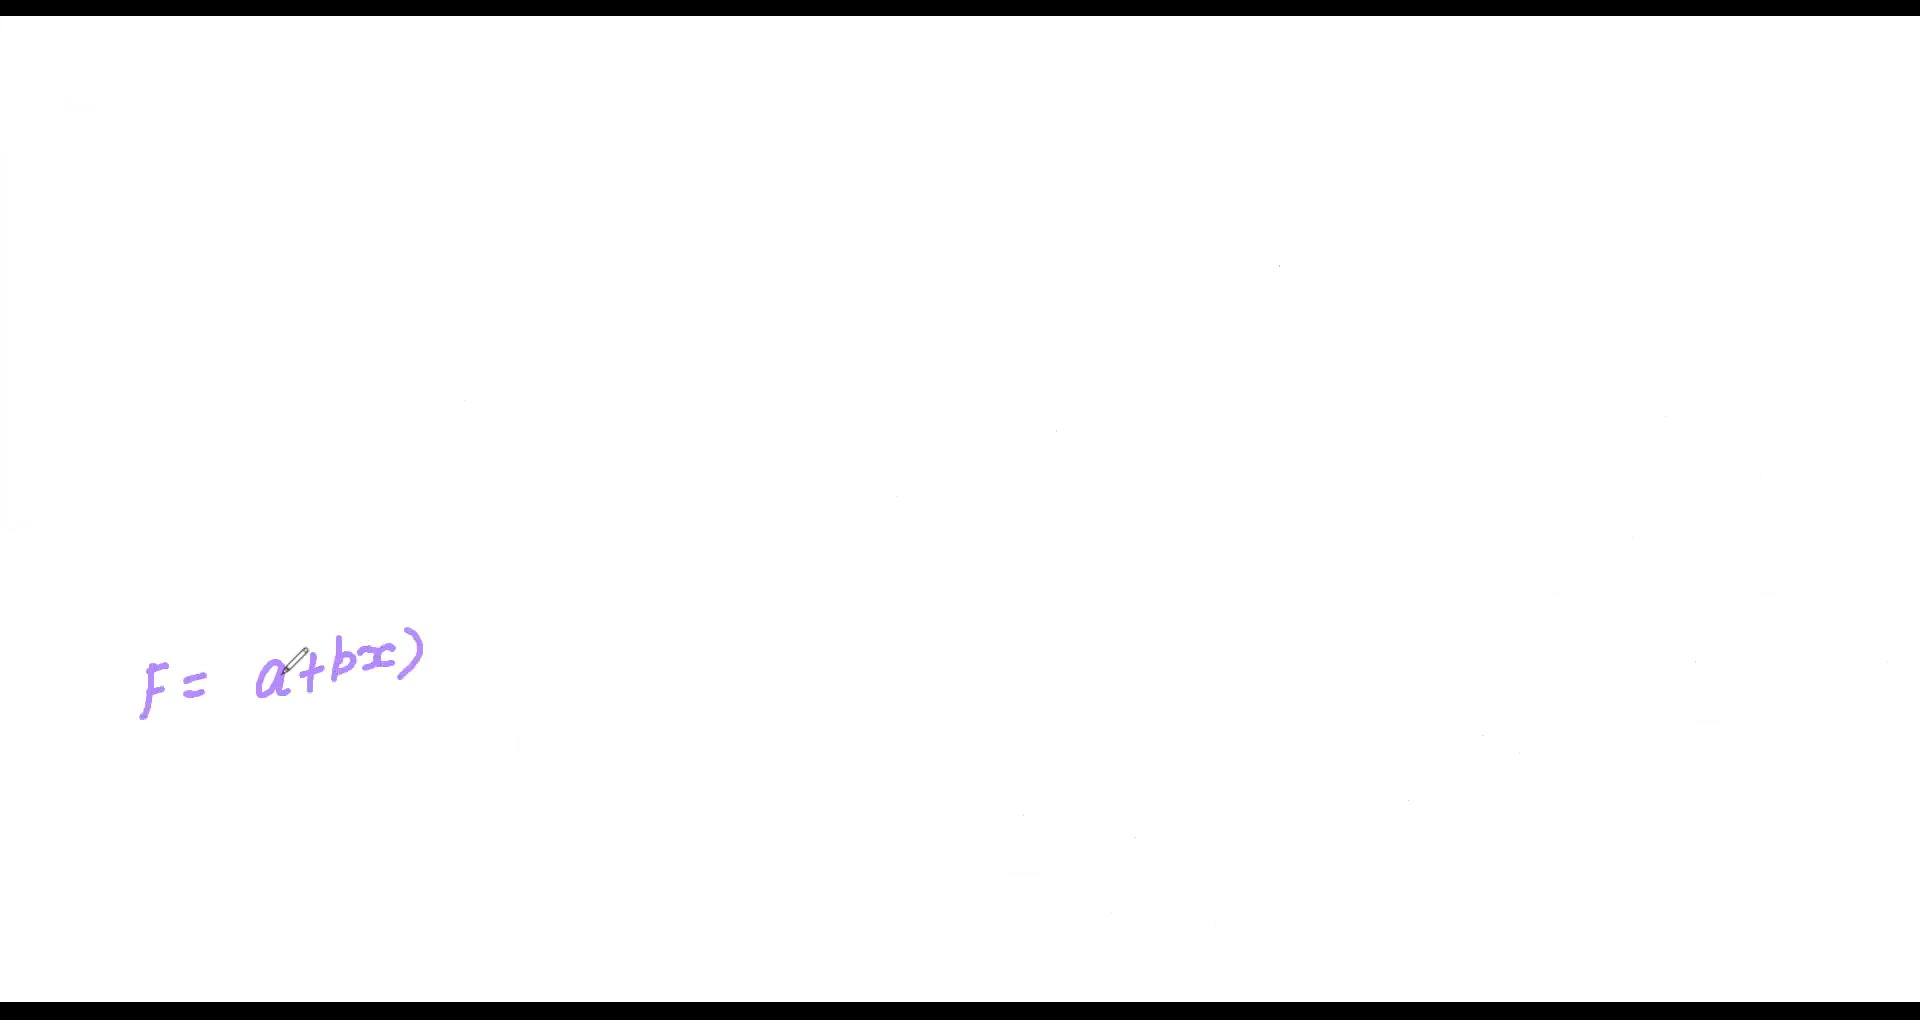 F = a+bx)